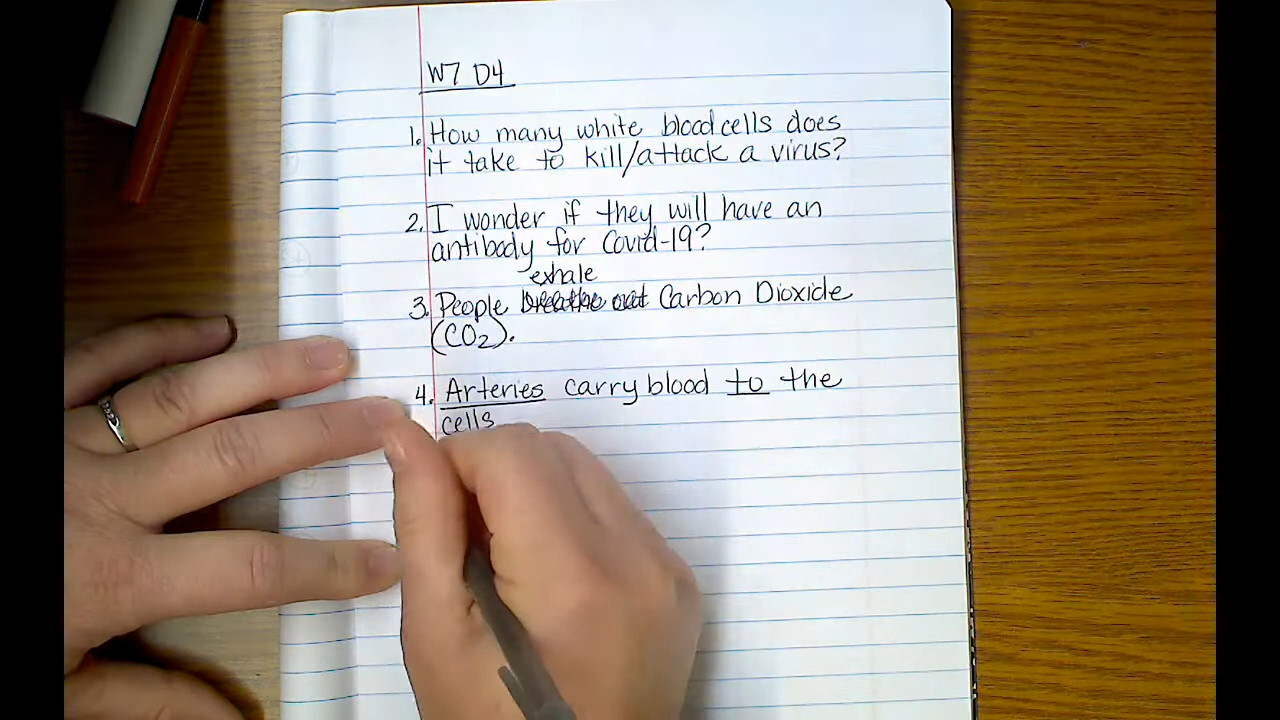 W7 D4
1. How many white blood cells does
it take to kill/attack a virus?
2. I wonder if they will have an
antibody for Covid-19?
exhale
3. People breathe out Carbon Dioxide
(CO2).
4. Arteries carry blood to the
cells